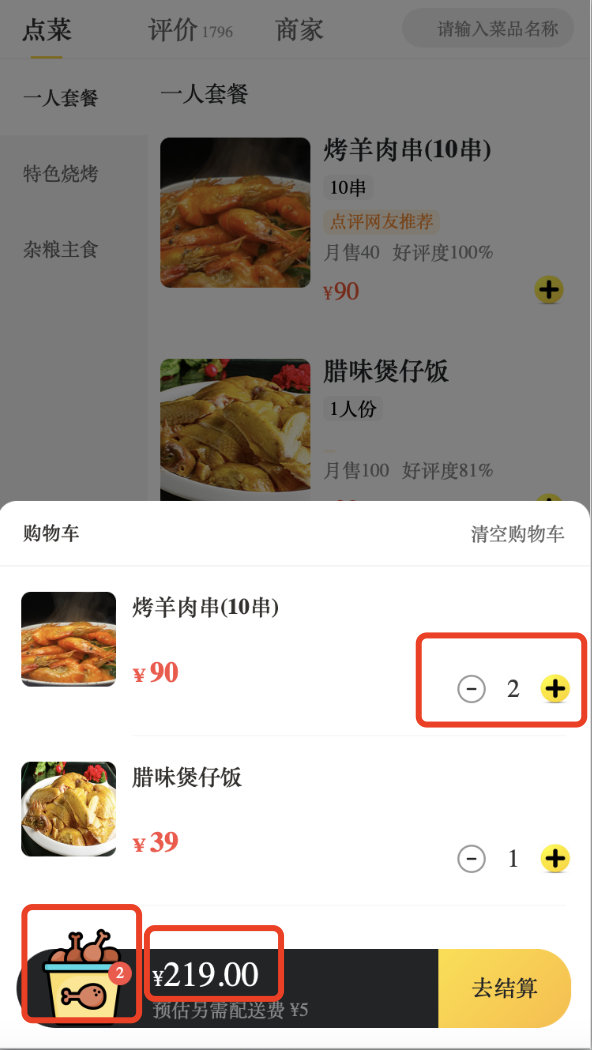 点菜 评价 1796 商家 请输入菜品名称
一人套餐
特色烧烤
杂粮主食
一人套餐
烤羊肉串(10串)
10串
点评网友推荐
月售40 好评度100%
¥90
腊味煲仔饭
1人份
月售100 好评度81%
购物车 清空购物车
烤羊肉串(10串)
¥ 90
2
腊味煲仔饭
¥ 39
1
2
¥219.00
预估另需配送费 ¥5
去结算